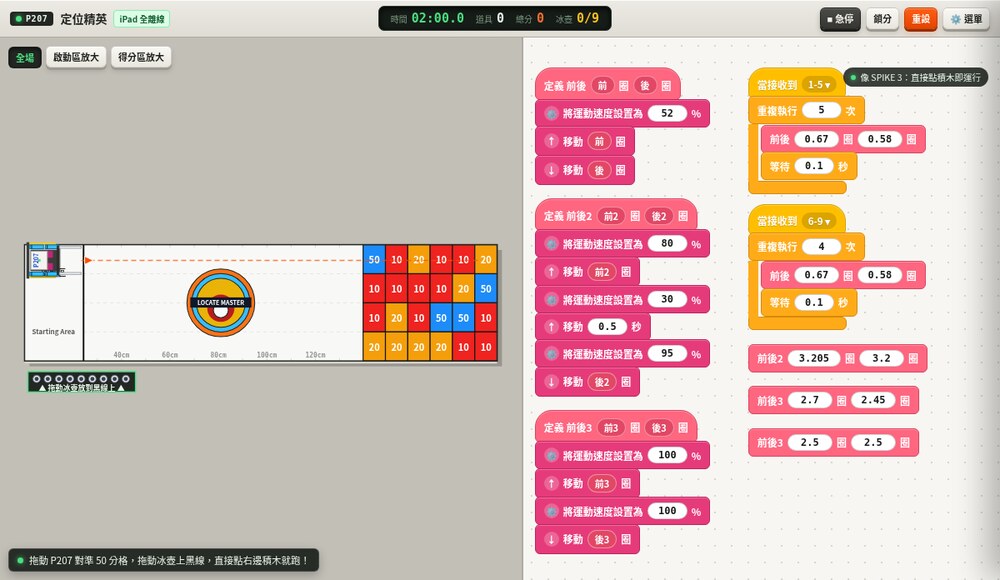 P207 定位精英 iPad 全離線
時間 02:00.0 道具 0 總分 0 冰壺 0/9
■ 急停 鎖分 重設 ⚙️ 選單
全場 啟動區放大 得分區放大
P207
50 10 20 10 10 20
10 10 10 10 20 50
10 20 10 50 50 10
20 20 20 20 10 10
LOCATE MASTER
Starting Area
40cm 60cm 80cm 100cm 120cm
▲ 拖動冰壺放到黑線上 ▲
拖動 P207 對準 50 分格，拖動冰壺上黑線，直接點右邊積木就跑！
定義 前後 前 圈 後 圈
將運動速度設置為 52 %
↑ 移動 前 圈
↓ 移動 後 圈
定義 前後2 前2 圈 後2 圈
將運動速度設置為 80 %
↑ 移動 前2 圈
將運動速度設置為 30 %
↑ 移動 0.5 秒
將運動速度設置為 95 %
↓ 移動 後2 圈
定義 前後3 前3 圈 後3 圈
將運動速度設置為 100 %
↑ 移動 前3 圈
將運動速度設置為 100 %
↓ 移動 後3 圈
當接收到 1-5 ▾
像 SPIKE 3：直接點積木即運行
重複執行 5 次
前後 0.67 圈 0.58 圈
等待 0.1 秒
當接收到 6-9 ▾
重複執行 4 次
前後 0.67 圈 0.58 圈
等待 0.1 秒
前後2 3.205 圈 3.2 圈
前後3 2.7 圈 2.45 圈
前後3 2.5 圈 2.5 圈